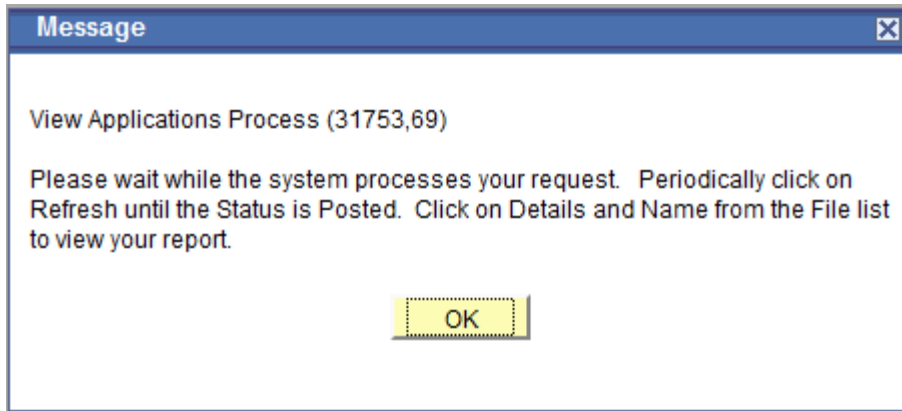 Message
View Applications Process (31753,69)
Please wait while the system processes your request.   Periodically click on
Refresh until the Status is Posted.  Click on Details and Name from the File list
to view your report.
OK